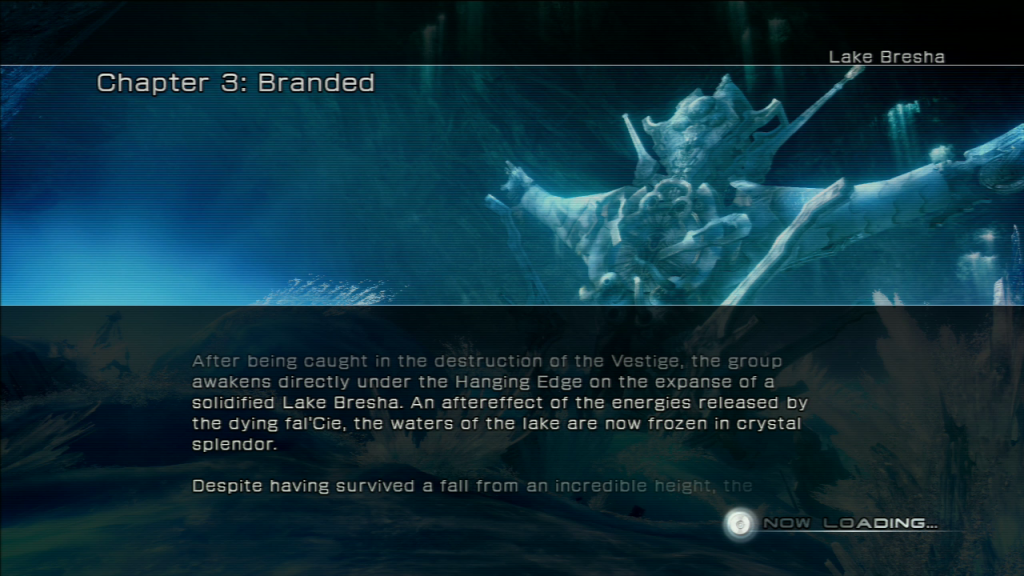 Lake Bresha
Chapter 3: Branded
After being caught in the destruction of the Vestige, the group
awakens directly under the Hanging Edge on the expanse of a
solidified Lake Bresha. An aftereffect of the energies released by
the dying fal'Cie, the waters of the lake are now frozen in crystal
splendor.
Despite having survived a fall from an incredible height, the
NOW LOADING...